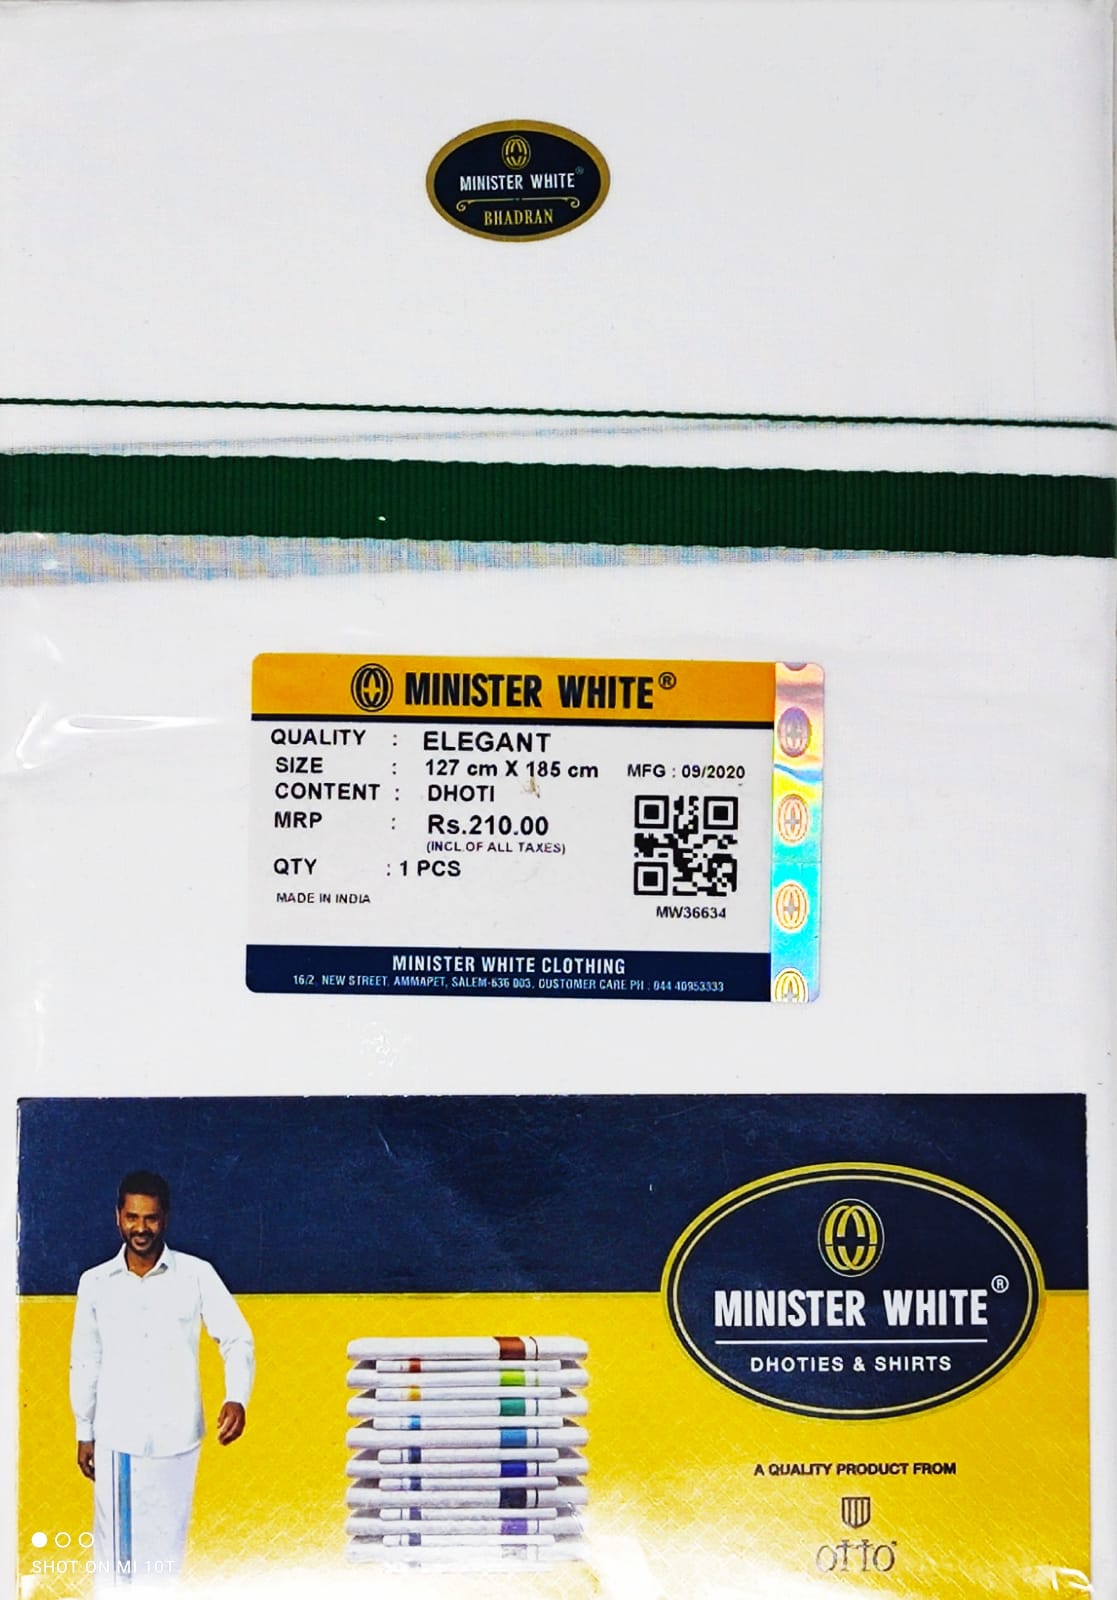 MINISTER WHITE®
BHADRAN
MINISTER WHITE®
QUALITY : ELEGANT
SIZE : 127 cm X 185 cm MFG : 09/2020
CONTENT : DHOTI
MRP : Rs.210.00
(INCL.OF ALL TAXES)
QTY : 1 PCS
MADE IN INDIA
MW36634
MINISTER WHITE CLOTHING
16/2, NEW STREET, AMMAPET, SALEM-636 003, CUSTOMER CARE PH : 044 40953333
MINISTER WHITE®
DHOTIES & SHIRTS
A QUALITY PRODUCT FROM
OTTO
SHOT ON MI 10T